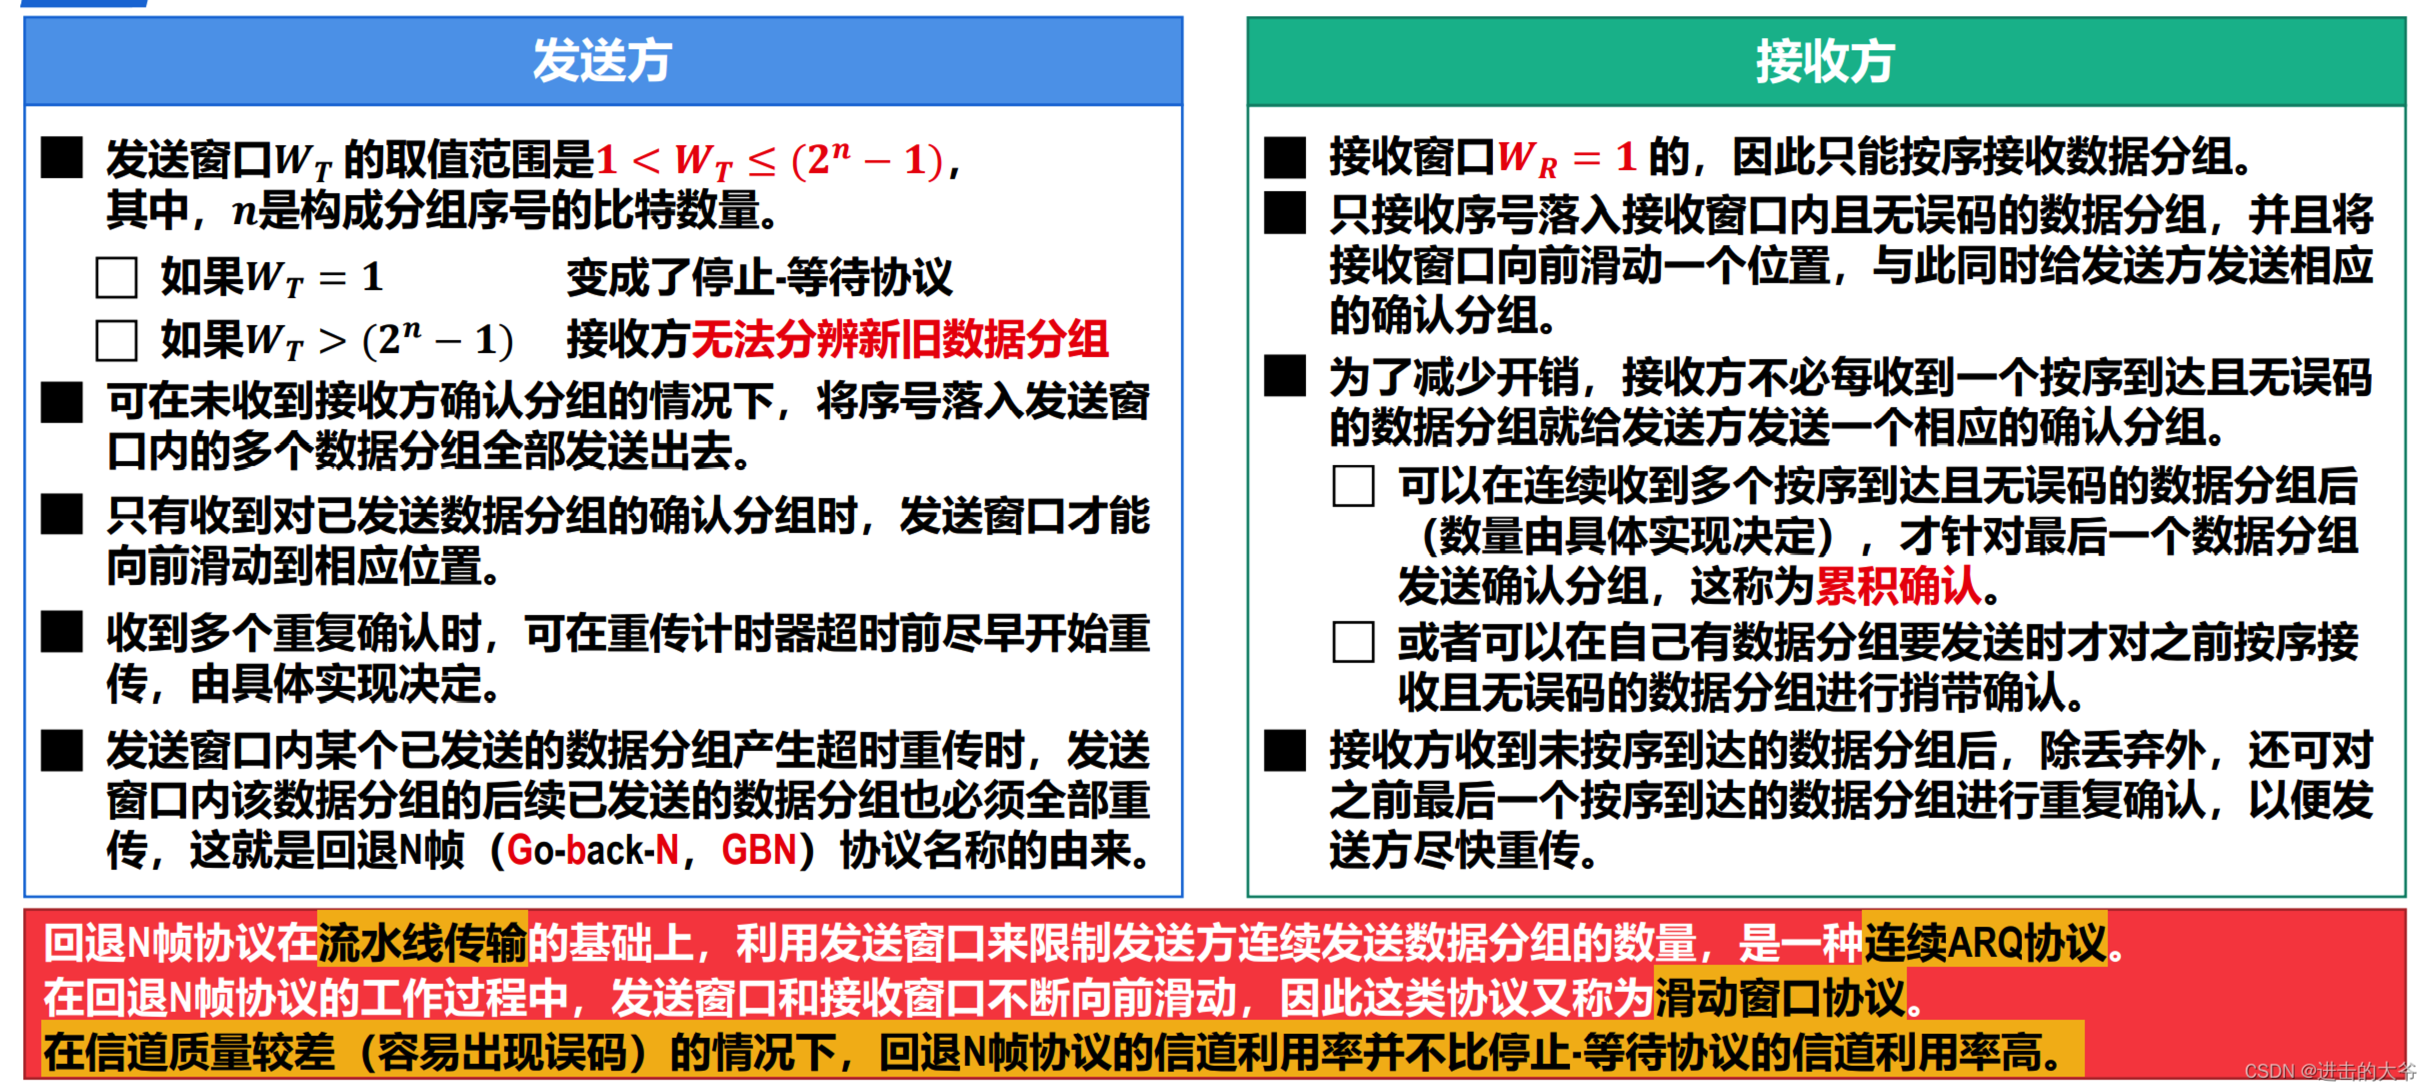 发送方
发送窗口W_T 的取值范围是1 < W_T ≤ (2^n − 1)，
其中，n是构成分组序号的比特数量。
如果W_T = 1 变成了停止-等待协议
如果W_T > (2^n − 1) 接收方无法分辨新旧数据分组
可在未收到接收方确认分组的情况下，将序号落入发送窗
口内的多个数据分组全部发送出去。
只有收到对已发送数据分组的确认分组时，发送窗口才能
向前滑动到相应位置。
收到多个重复确认时，可在重传计时器超时前尽早开始重
传，由具体实现决定。
发送窗口内某个已发送的数据分组产生超时重传时，发送
窗口内该数据分组的后续已发送的数据分组也必须全部重
传，这就是回退N帧（Go-back-N，GBN）协议名称的由来。
接收方
接收窗口W_R = 1 的，因此只能按序接收数据分组。
只接收序号落入接收窗口内且无误码的数据分组，并且将
接收窗口向前滑动一个位置，与此同时给发送方发送相应
的确认分组。
为了减少开销，接收方不必每收到一个按序到达且无误码
的数据分组就给发送方发送一个相应的确认分组。
可以在连续收到多个按序到达且无误码的数据分组后
（数量由具体实现决定），才针对最后一个数据分组
发送确认分组，这称为累积确认。
或者可以在自己有数据分组要发送时才对之前按序接
收且无误码的数据分组进行捎带确认。
接收方收到未按序到达的数据分组后，除丢弃外，还可对
之前最后一个按序到达的数据分组进行重复确认，以便发
送方尽快重传。
回退N帧协议在流水线传输的基础上，利用发送窗口来限制发送方连续发送数据分组的数量，是一种连续ARQ协议。
在回退N帧协议的工作过程中，发送窗口和接收窗口不断向前滑动，因此这类协议又称为滑动窗口协议。
在信道质量较差（容易出现误码）的情况下，回退N帧协议的信道利用率并不比停止-等待协议的信道利用率高。
CSDN @进击的大爷